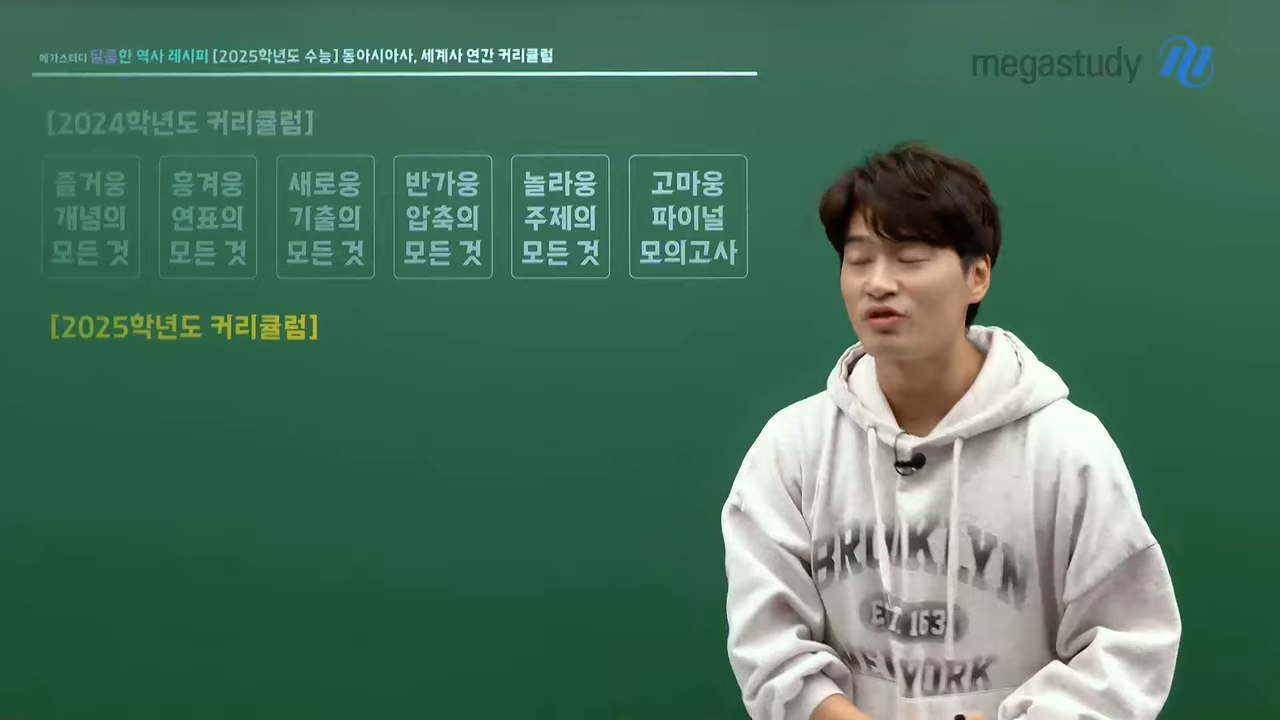 메가스터디 달콤한 역사 레시피 [2025학년도 수능] 동아시아사, 세계사 연간 커리큘럼
megastudy
[2024학년도 커리큘럼]
즐거웅
개념의
모든 것
흥겨웅
연표의
모든 것
새로웅
기출의
모든 것
반가웅
압축의
모든 것
놀라웅
주제의
모든 것
고마웅
파이널
모의고사
[2025학년도 커리큘럼]
BROOKLYN
EST. 163
NEW YORK